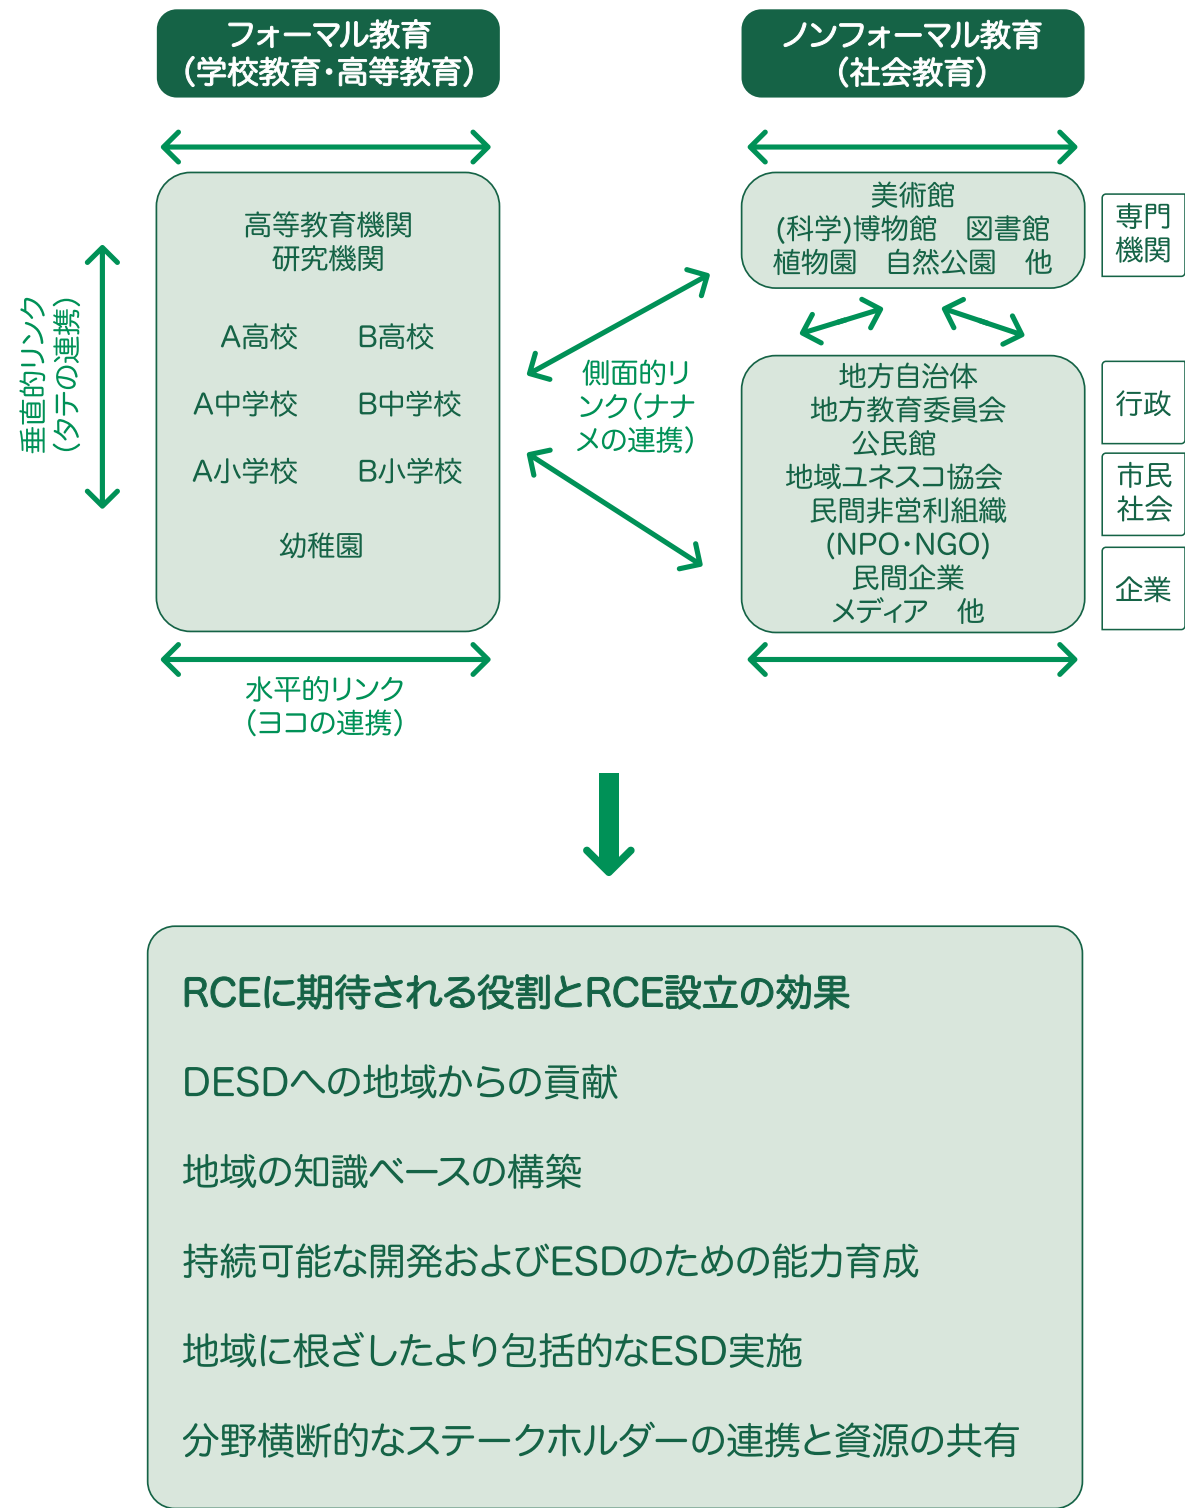 フォーマル教育
(学校教育・高等教育)
ノンフォーマル教育
(社会教育)
垂直的リンク
(タテの連携)
高等教育機関
研究機関
A高校　B高校
A中学校　B中学校
A小学校　B小学校
幼稚園
水平的リンク
(ヨコの連携)
側面的リ
ンク(ナナ
メの連携)
美術館
(科学)博物館　図書館
植物園　自然公園　他
専門
機関
地方自治体
地方教育委員会
公民館
地域ユネスコ協会
民間非営利組織
(NPO・NGO)
民間企業
メディア　他
行政
市民
社会
企業
RCEに期待される役割とRCE設立の効果
DESDへの地域からの貢献
地域の知識ベースの構築
持続可能な開発およびESDのための能力育成
地域に根ざしたより包括的なESD実施
分野横断的なステークホルダーの連携と資源の共有